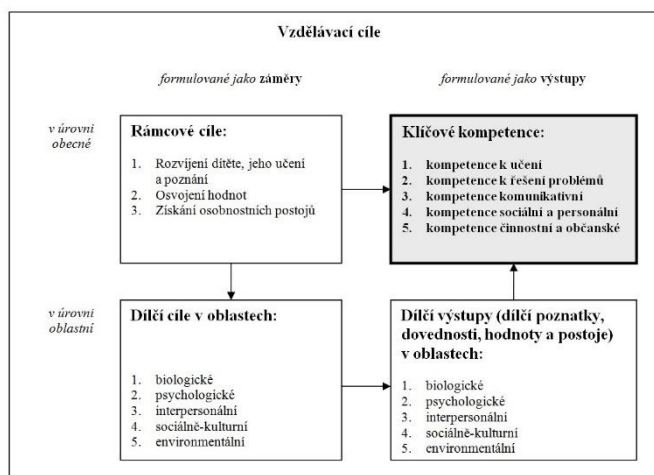 Vzdělávací cíle
formulované jako záměry
formulované jako výstupy
v úrovni
obecné
Rámcové cíle:
1. Rozvíjení dítěte, jeho učení
a poznání
2. Osvojení hodnot
3. Získání osobnostních postojů
Klíčové kompetence:
1. kompetence k učení
2. kompetence k řešení problémů
3. kompetence komunikativní
4. kompetence sociální a personální
5. kompetence činnostní a občanské
v úrovni
oblastní
Dílčí cíle v oblastech:
1. biologické
2. psychologické
3. interpersonální
4. sociálně-kulturní
5. environmentální
Dílčí výstupy (dílčí poznatky,
dovednosti, hodnoty a postoje)
v oblastech:
1. biologické
2. psychologické
3. interpersonální
4. sociálně-kulturní
5. environmentální